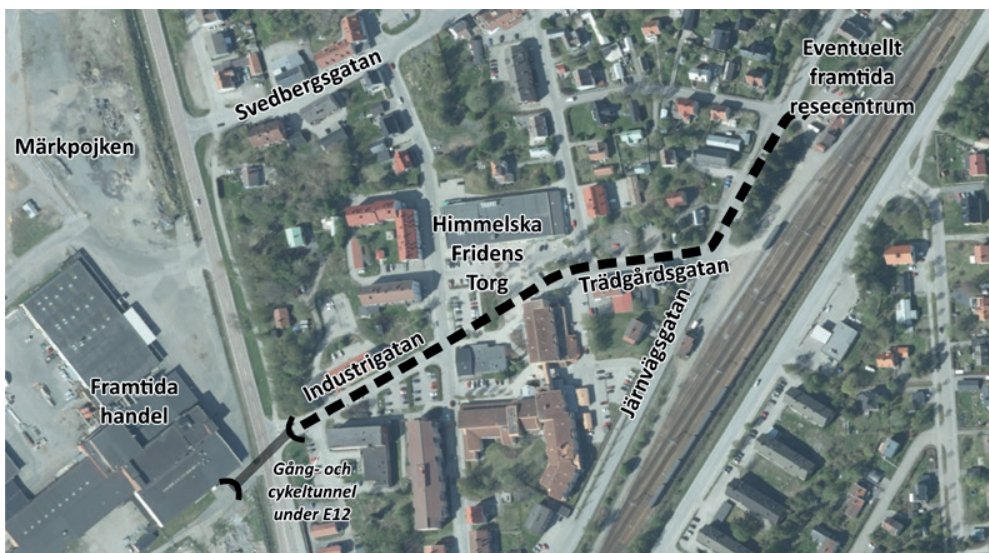 Eventuellt
framtida
resecentrum
Svedbergsgatan
Märkpojken
Himmelska
Fridens
Torg
Trädgårdsgatan
Järnvägsgatan
Industrigatan
Framtida
handel
Gång- och
cykeltunnel
under E12